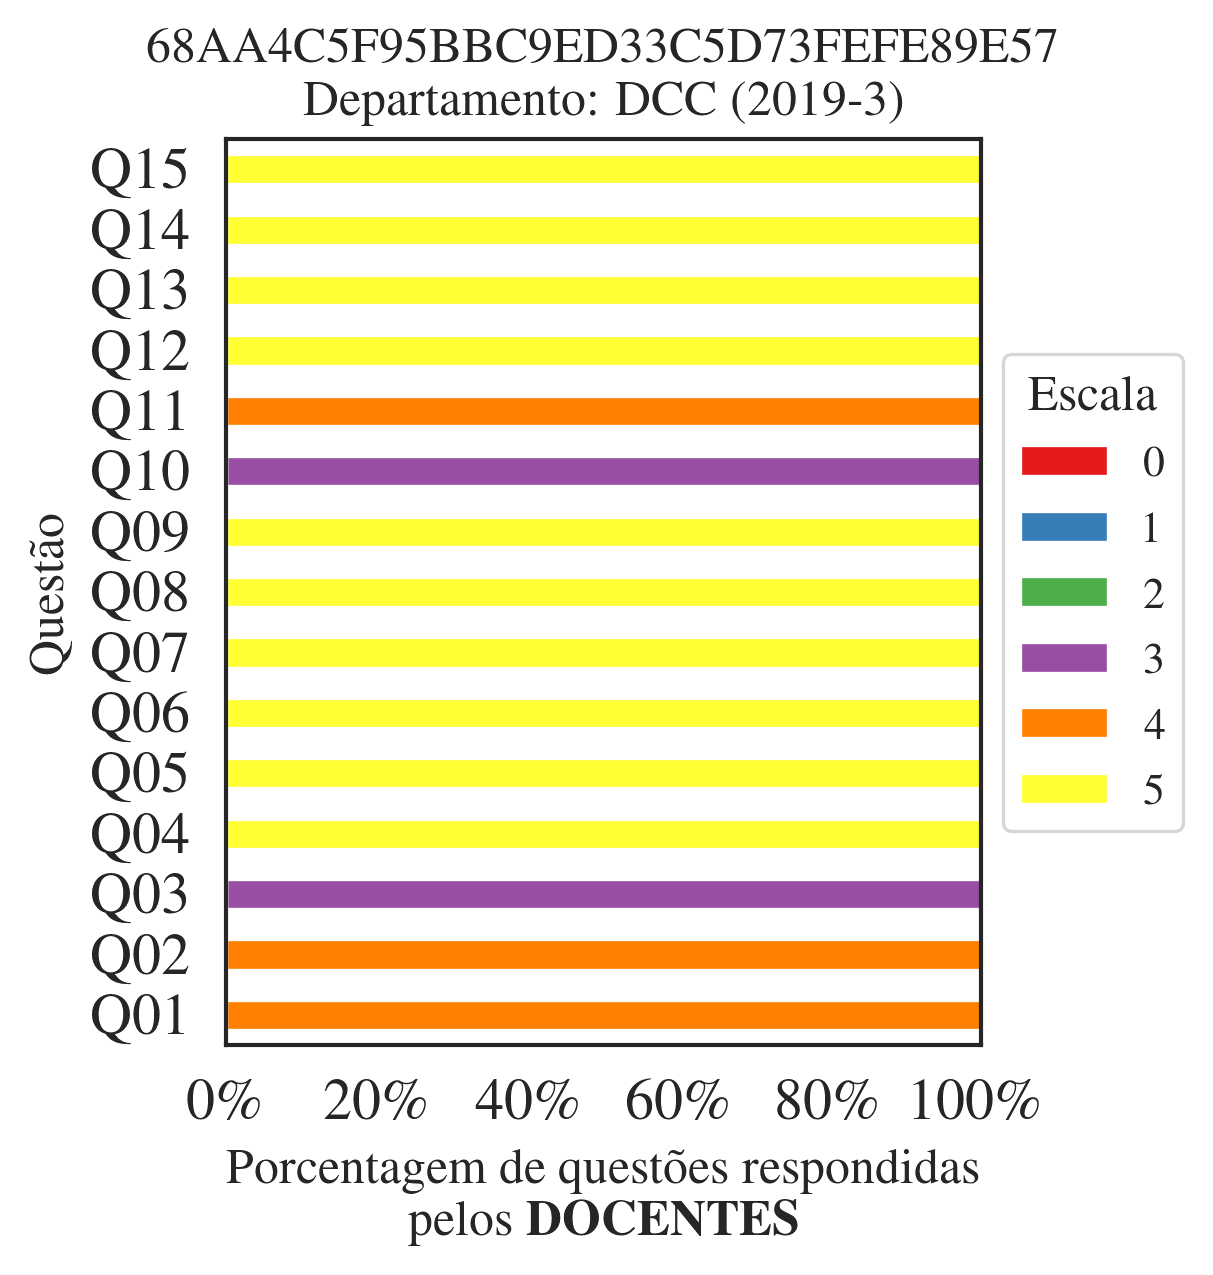 68AA4C5F95BBC9ED33C5D73FEFE89E57
Departamento: DCC (2019-3)
Q15
Q14
Q13
Q12
Q11
Q10
Q09
Q08
Q07
Q06
Q05
Q04
Q03
Q02
Q01
Questão
0% 20% 40% 60% 80% 100%
Porcentagem de questões respondidas
pelos DOCENTES
Escala
0
1
2
3
4
5